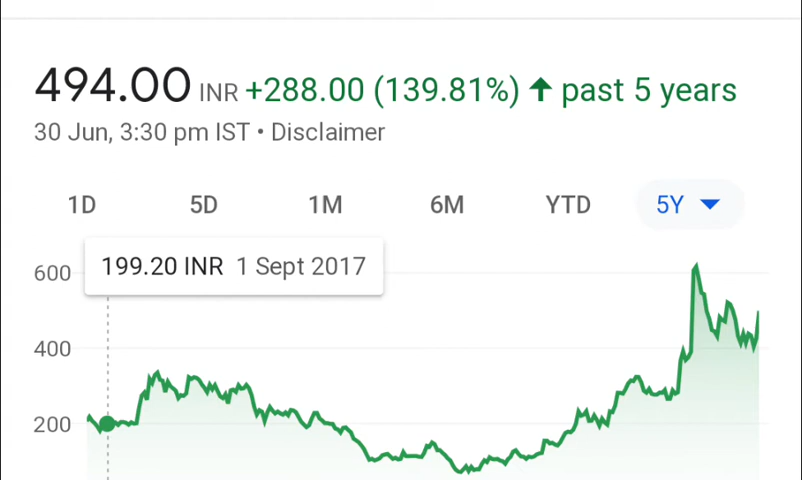 494.00 INR +288.00 (139.81%) ↑ past 5 years
30 Jun, 3:30 pm IST • Disclaimer
1D 5D 1M 6M YTD 5Y
199.20 INR 1 Sept 2017
600
400
200